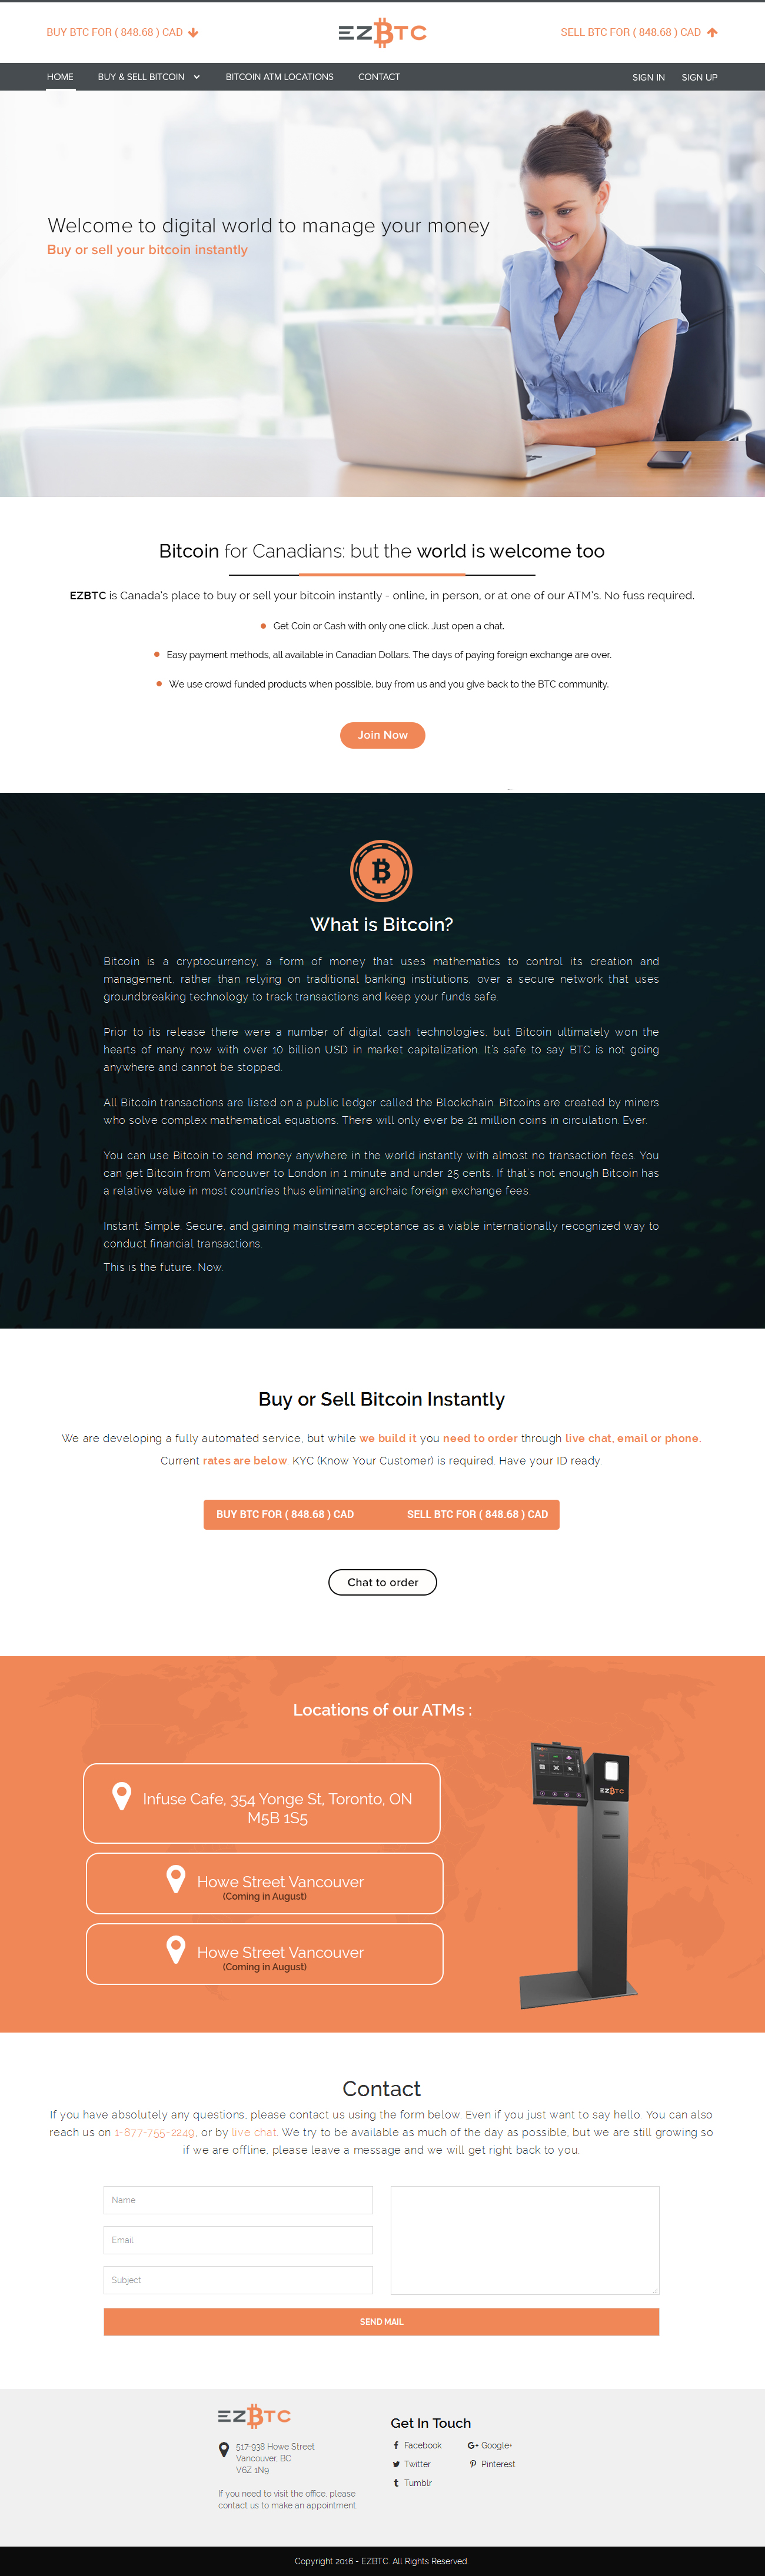 BUY BTC FOR ( 848.68 ) CAD
EZBTC
SELL BTC FOR ( 848.68 ) CAD
HOME
BUY & SELL BITCOIN
BITCOIN ATM LOCATIONS
CONTACT
SIGN IN
SIGN UP
Welcome to digital world to manage your money
Buy or sell your bitcoin instantly
Bitcoin for Canadians: but the world is welcome too
EZBTC is Canada's place to buy or sell your bitcoin instantly - online, in person, or at one of our ATM's. No fuss required.
Get Coin or Cash with only one click. Just open a chat.
Easy payment methods, all available in Canadian Dollars. The days of paying foreign exchange are over.
We use crowd funded products when possible, buy from us and you give back to the BTC community.
Join Now
What is Bitcoin?
Bitcoin is a cryptocurrency, a form of money that uses mathematics to control its creation and
management, rather than relying on traditional banking institutions, over a secure network that uses
groundbreaking technology to track transactions and keep your funds safe.
Prior to its release there were a number of digital cash technologies, but Bitcoin ultimately won the
hearts of many now with over 10 billion USD in market capitalization. It's safe to say BTC is not going
anywhere and cannot be stopped.
All Bitcoin transactions are listed on a public ledger called the Blockchain. Bitcoins are created by miners
who solve complex mathematical equations. There will only ever be 21 million coins in circulation. Ever.
You can use Bitcoin to send money anywhere in the world instantly with almost no transaction fees. You
can get Bitcoin from Vancouver to London in 1 minute and under 25 cents. If that's not enough Bitcoin has
a relative value in most countries thus eliminating archaic foreign exchange fees.
Instant. Simple. Secure, and gaining mainstream acceptance as a viable internationally recognized way to
conduct financial transactions.
This is the future. Now.
Buy or Sell Bitcoin Instantly
We are developing a fully automated service, but while we build it you need to order through live chat, email or phone.
Current rates are below. KYC (Know Your Customer) is required. Have your ID ready.
BUY BTC FOR ( 848.68 ) CAD
SELL BTC FOR ( 848.68 ) CAD
Chat to order
Locations of our ATMs :
Infuse Cafe, 354 Yonge St, Toronto, ON
M5B 1S5
Howe Street Vancouver
(Coming in August)
Howe Street Vancouver
(Coming in August)
EZBTC
Contact
If you have absolutely any questions, please contact us using the form below. Even if you just want to say hello. You can also
reach us on 1-877-755-2249, or by live chat. We try to be available as much of the day as possible, but we are still growing so
if we are offline, please leave a message and we will get right back to you.
Name
Email
Subject
SEND MAIL
EZBTC
517-938 Howe Street
Vancouver, BC
V6Z 1N9
If you need to visit the office, please
contact us to make an appointment.
Get In Touch
Facebook
Google+
Twitter
Pinterest
Tumblr
Copyright 2016 - EZBTC. All Rights Reserved.